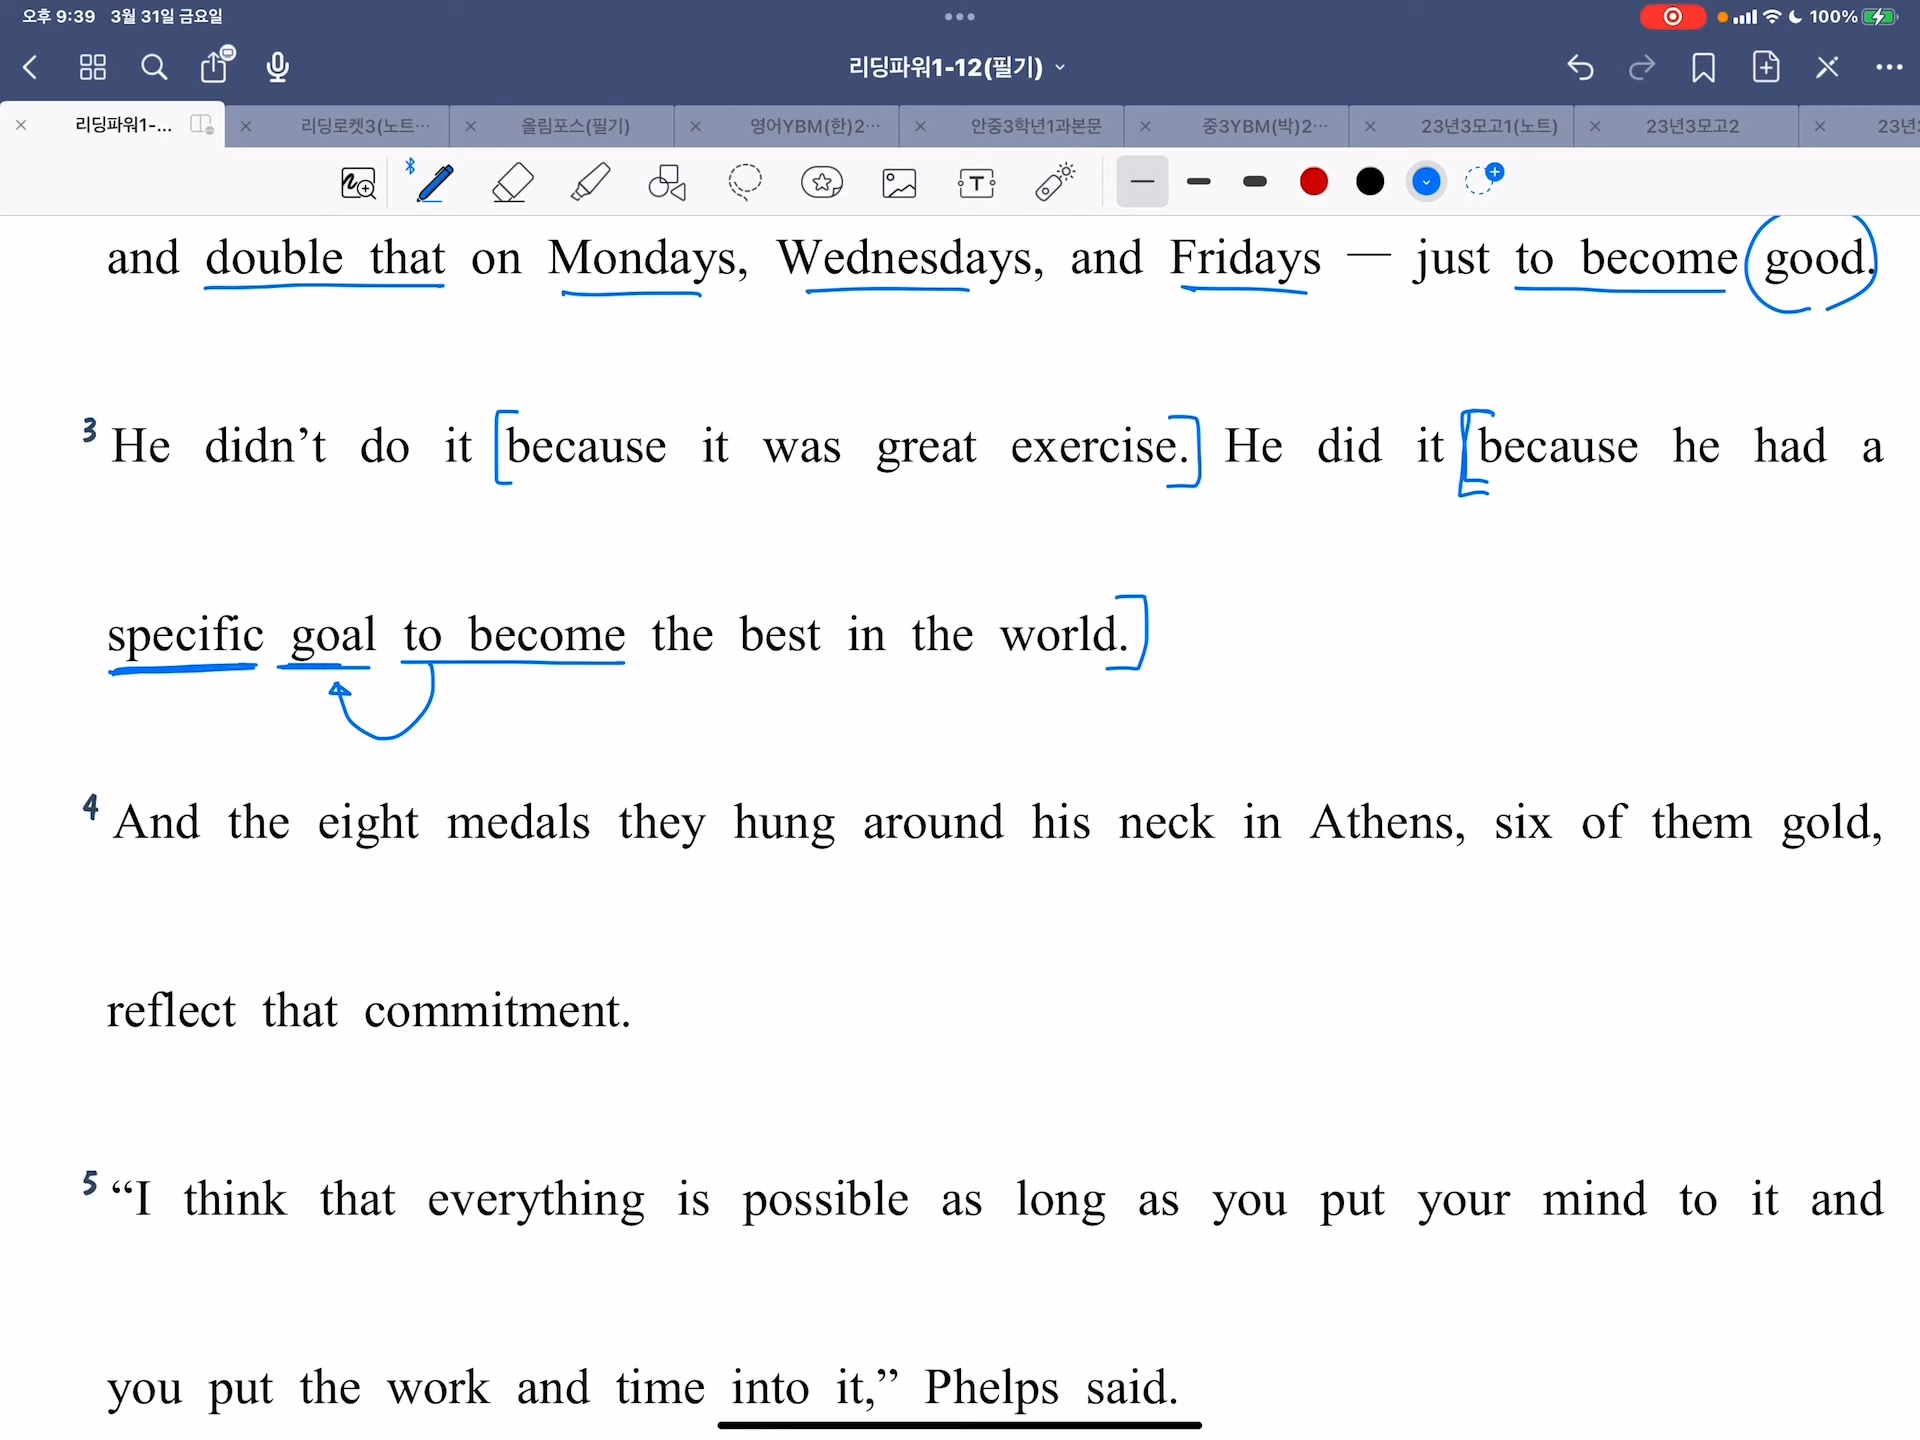 오후 9:39 3월 31일 금요일
100%
리딩파워1-12(필기)
리딩파워1-... 리딩로켓3(노트… 올림포스(필기) 영어YBM(한)2… 안중3학년1과본문 중3YBM(박)2… 23년3모고1(노트) 23년3모고2 23년
and double that on Mondays, Wednesdays, and Fridays — just to become good.
3 He didn’t do it because it was great exercise. He did it because he had a
specific goal to become the best in the world.
4 And the eight medals they hung around his neck in Athens, six of them gold,
reflect that commitment.
5 “I think that everything is possible as long as you put your mind to it and
you put the work and time into it,” Phelps said.